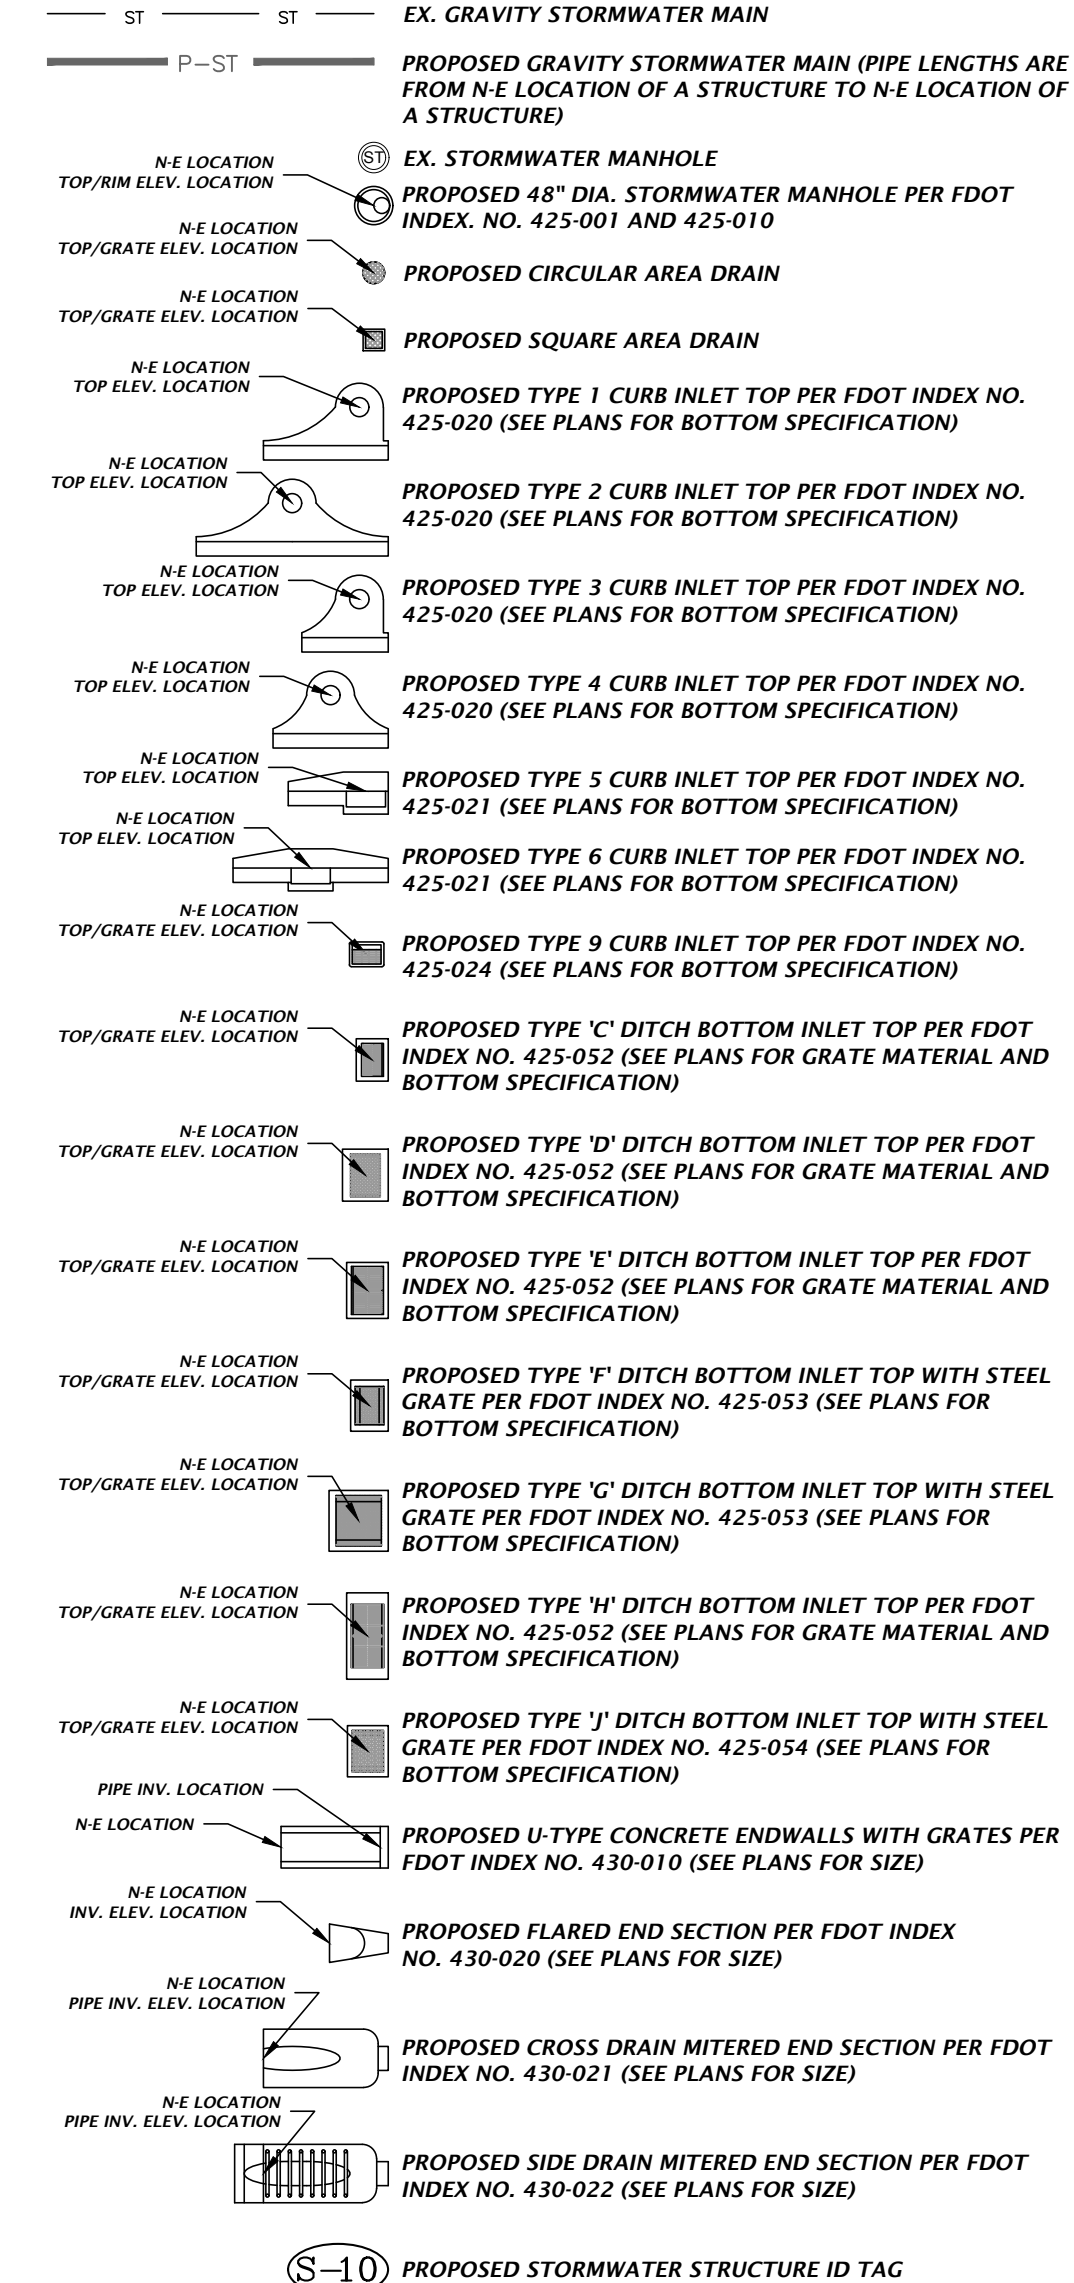 ST ST EX. GRAVITY STORMWATER MAIN
P-ST PROPOSED GRAVITY STORMWATER MAIN (PIPE LENGTHS ARE
FROM N-E LOCATION OF A STRUCTURE TO N-E LOCATION OF
A STRUCTURE)
ST EX. STORMWATER MANHOLE
N-E LOCATION
TOP/RIM ELEV. LOCATION
PROPOSED 48" DIA. STORMWATER MANHOLE PER FDOT
INDEX. NO. 425-001 AND 425-010
N-E LOCATION
TOP/GRATE ELEV. LOCATION
PROPOSED CIRCULAR AREA DRAIN
N-E LOCATION
TOP/GRATE ELEV. LOCATION
PROPOSED SQUARE AREA DRAIN
N-E LOCATION
TOP ELEV. LOCATION
PROPOSED TYPE 1 CURB INLET TOP PER FDOT INDEX NO.
425-020 (SEE PLANS FOR BOTTOM SPECIFICATION)
N-E LOCATION
TOP ELEV. LOCATION
PROPOSED TYPE 2 CURB INLET TOP PER FDOT INDEX NO.
425-020 (SEE PLANS FOR BOTTOM SPECIFICATION)
N-E LOCATION
TOP ELEV. LOCATION
PROPOSED TYPE 3 CURB INLET TOP PER FDOT INDEX NO.
425-020 (SEE PLANS FOR BOTTOM SPECIFICATION)
N-E LOCATION
TOP ELEV. LOCATION
PROPOSED TYPE 4 CURB INLET TOP PER FDOT INDEX NO.
425-020 (SEE PLANS FOR BOTTOM SPECIFICATION)
N-E LOCATION
TOP ELEV. LOCATION
PROPOSED TYPE 5 CURB INLET TOP PER FDOT INDEX NO.
425-021 (SEE PLANS FOR BOTTOM SPECIFICATION)
N-E LOCATION
TOP ELEV. LOCATION
PROPOSED TYPE 6 CURB INLET TOP PER FDOT INDEX NO.
425-021 (SEE PLANS FOR BOTTOM SPECIFICATION)
N-E LOCATION
TOP/GRATE ELEV. LOCATION
PROPOSED TYPE 9 CURB INLET TOP PER FDOT INDEX NO.
425-024 (SEE PLANS FOR BOTTOM SPECIFICATION)
N-E LOCATION
TOP/GRATE ELEV. LOCATION
PROPOSED TYPE 'C' DITCH BOTTOM INLET TOP PER FDOT
INDEX NO. 425-052 (SEE PLANS FOR GRATE MATERIAL AND
BOTTOM SPECIFICATION)
N-E LOCATION
TOP/GRATE ELEV. LOCATION
PROPOSED TYPE 'D' DITCH BOTTOM INLET TOP PER FDOT
INDEX NO. 425-052 (SEE PLANS FOR GRATE MATERIAL AND
BOTTOM SPECIFICATION)
N-E LOCATION
TOP/GRATE ELEV. LOCATION
PROPOSED TYPE 'E' DITCH BOTTOM INLET TOP PER FDOT
INDEX NO. 425-052 (SEE PLANS FOR GRATE MATERIAL AND
BOTTOM SPECIFICATION)
N-E LOCATION
TOP/GRATE ELEV. LOCATION
PROPOSED TYPE 'F' DITCH BOTTOM INLET TOP WITH STEEL
GRATE PER FDOT INDEX NO. 425-053 (SEE PLANS FOR
BOTTOM SPECIFICATION)
N-E LOCATION
TOP/GRATE ELEV. LOCATION
PROPOSED TYPE 'G' DITCH BOTTOM INLET TOP WITH STEEL
GRATE PER FDOT INDEX NO. 425-053 (SEE PLANS FOR
BOTTOM SPECIFICATION)
N-E LOCATION
TOP/GRATE ELEV. LOCATION
PROPOSED TYPE 'H' DITCH BOTTOM INLET TOP PER FDOT
INDEX NO. 425-052 (SEE PLANS FOR GRATE MATERIAL AND
BOTTOM SPECIFICATION)
N-E LOCATION
TOP/GRATE ELEV. LOCATION
PROPOSED TYPE 'J' DITCH BOTTOM INLET TOP WITH STEEL
GRATE PER FDOT INDEX NO. 425-054 (SEE PLANS FOR
BOTTOM SPECIFICATION)
PIPE INV. LOCATION
N-E LOCATION
PROPOSED U-TYPE CONCRETE ENDWALLS WITH GRATES PER
FDOT INDEX NO. 430-010 (SEE PLANS FOR SIZE)
N-E LOCATION
INV. ELEV. LOCATION
PROPOSED FLARED END SECTION PER FDOT INDEX
NO. 430-020 (SEE PLANS FOR SIZE)
N-E LOCATION
PIPE INV. ELEV. LOCATION
PROPOSED CROSS DRAIN MITERED END SECTION PER FDOT
INDEX NO. 430-021 (SEE PLANS FOR SIZE)
N-E LOCATION
PIPE INV. ELEV. LOCATION
PROPOSED SIDE DRAIN MITERED END SECTION PER FDOT
INDEX NO. 430-022 (SEE PLANS FOR SIZE)
S-10 PROPOSED STORMWATER STRUCTURE ID TAG